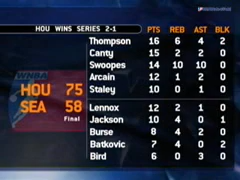 HOU WINS SERIES 2-1 PTS REB AST BLK
Thompson 16 6 4 2
Canty 15 2 2 0
Swoopes 14 10 10 0
Arcain 12 1 2 0
Staley 10 0 1 0
WNBA
HOU 75
SEA 58
Final
Lennox 12 2 1 0
Jackson 10 4 0 1
Burse 8 4 2 0
Batkovic 7 4 0 2
Bird 6 0 3 0